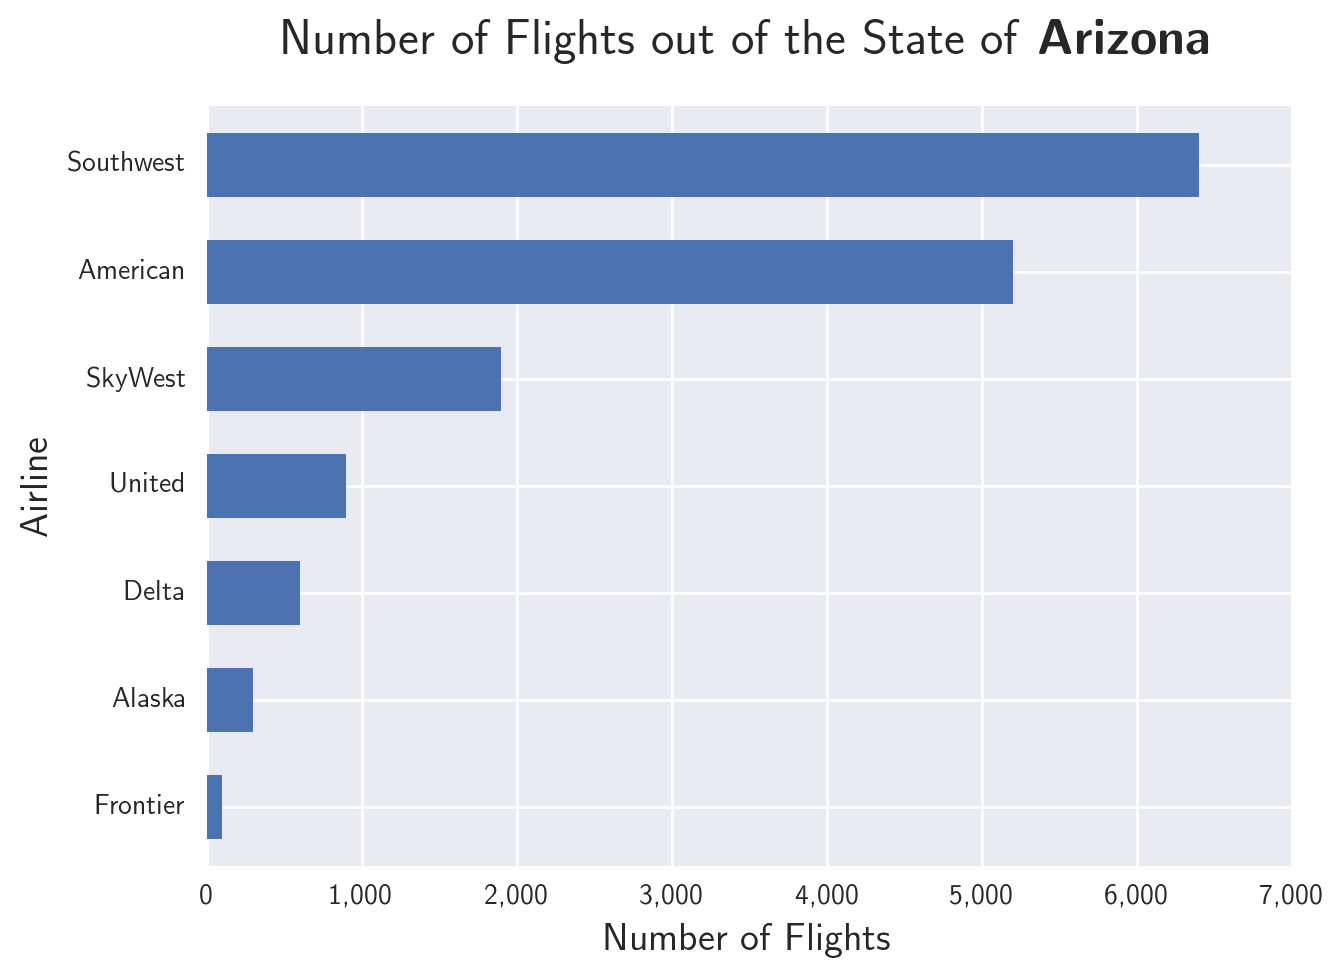 Number of Flights out of the State of Arizona
Southwest
American
SkyWest
United
Delta
Alaska
Frontier
Airline
0 1,000 2,000 3,000 4,000 5,000 6,000 7,000
Number of Flights